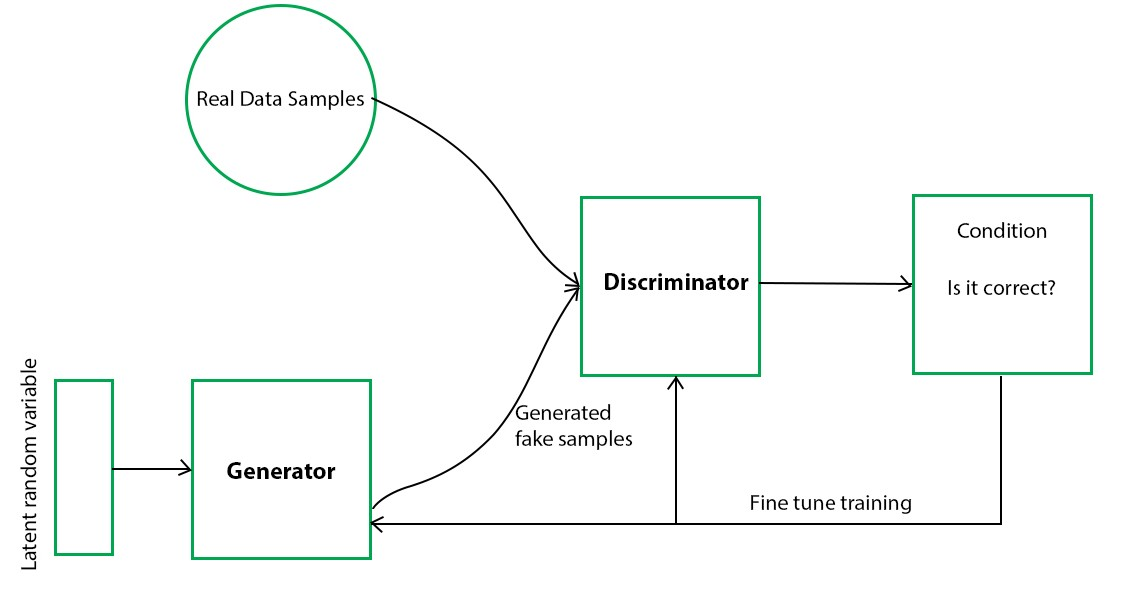 Real Data Samples
Condition
Is it correct?
Discriminator
Generated
fake samples
Latent random variable
Generator
Fine tune training